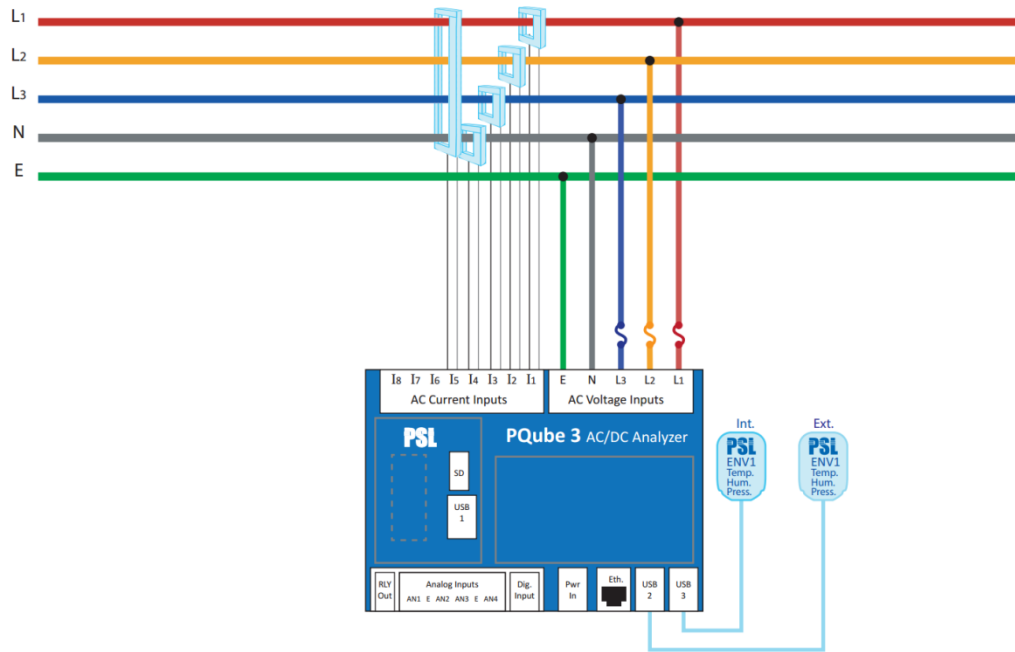 L1
L2
L3
N
E
I8 I7 I6 I5 I4 I3 I2 I1
AC Current Inputs
E N L3 L2 L1
AC Voltage Inputs
PSL
PQube 3 AC/DC Analyzer
SD
USB
1
RLY
Out
Analog Inputs
AN1 E AN2 AN3 E AN4
Dig.
Input
Pwr
In
Eth.
USB
2
USB
3
Int.
PSL
ENV1
Temp.
Hum.
Press.
Ext.
PSL
ENV1
Temp.
Hum.
Press.